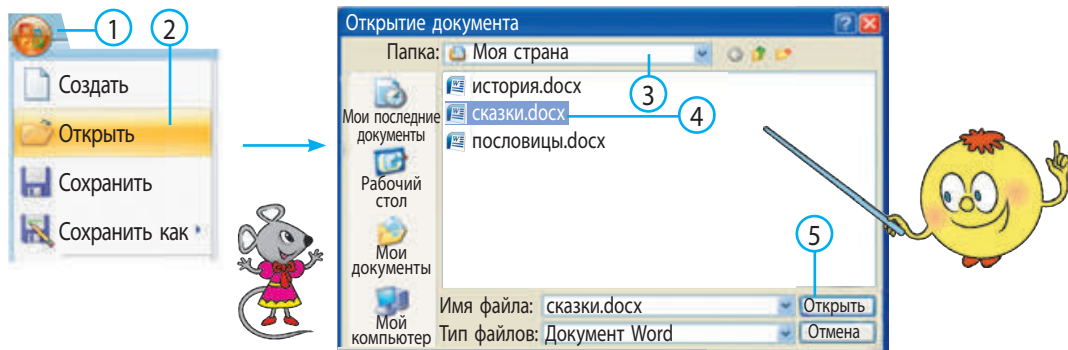 1
2
Создать
Открыть
Сохранить
Сохранить как
Открытие документа
Папка: Моя страна
3
история.docx
сказки.docx
4
пословицы.docx
Мои последние
документы
Рабочий
стол
Мои
документы
Мой
компьютер
5
Имя файла: сказки.docx Открыть
Тип файлов: Документ Word Отмена